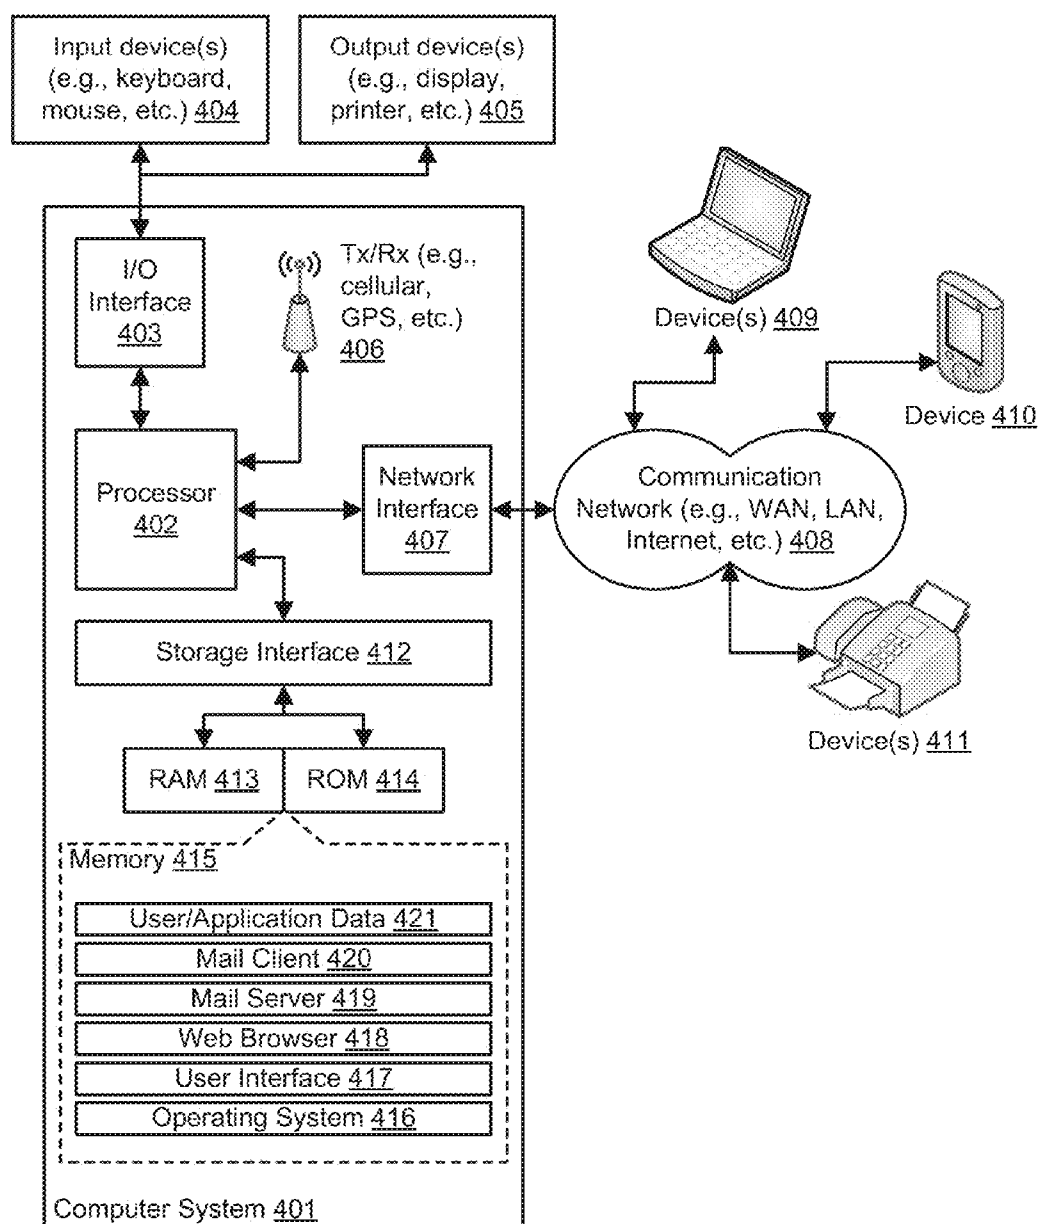 Input device(s)
(e.g., keyboard,
mouse, etc.) 404
Output device(s)
(e.g., display,
printer, etc.) 405
I/O
Interface
403
Tx/Rx (e.g.,
cellular,
GPS, etc.)
406
Device(s) 409
Device 410
Processor
402
Network
Interface
407
Communication
Network (e.g., WAN, LAN,
Internet, etc.) 408
Storage Interface 412
Device(s) 411
RAM 413
ROM 414
Memory 415
User/Application Data 421
Mail Client 420
Mail Server 419
Web Browser 418
User Interface 417
Operating System 416
Computer System 401